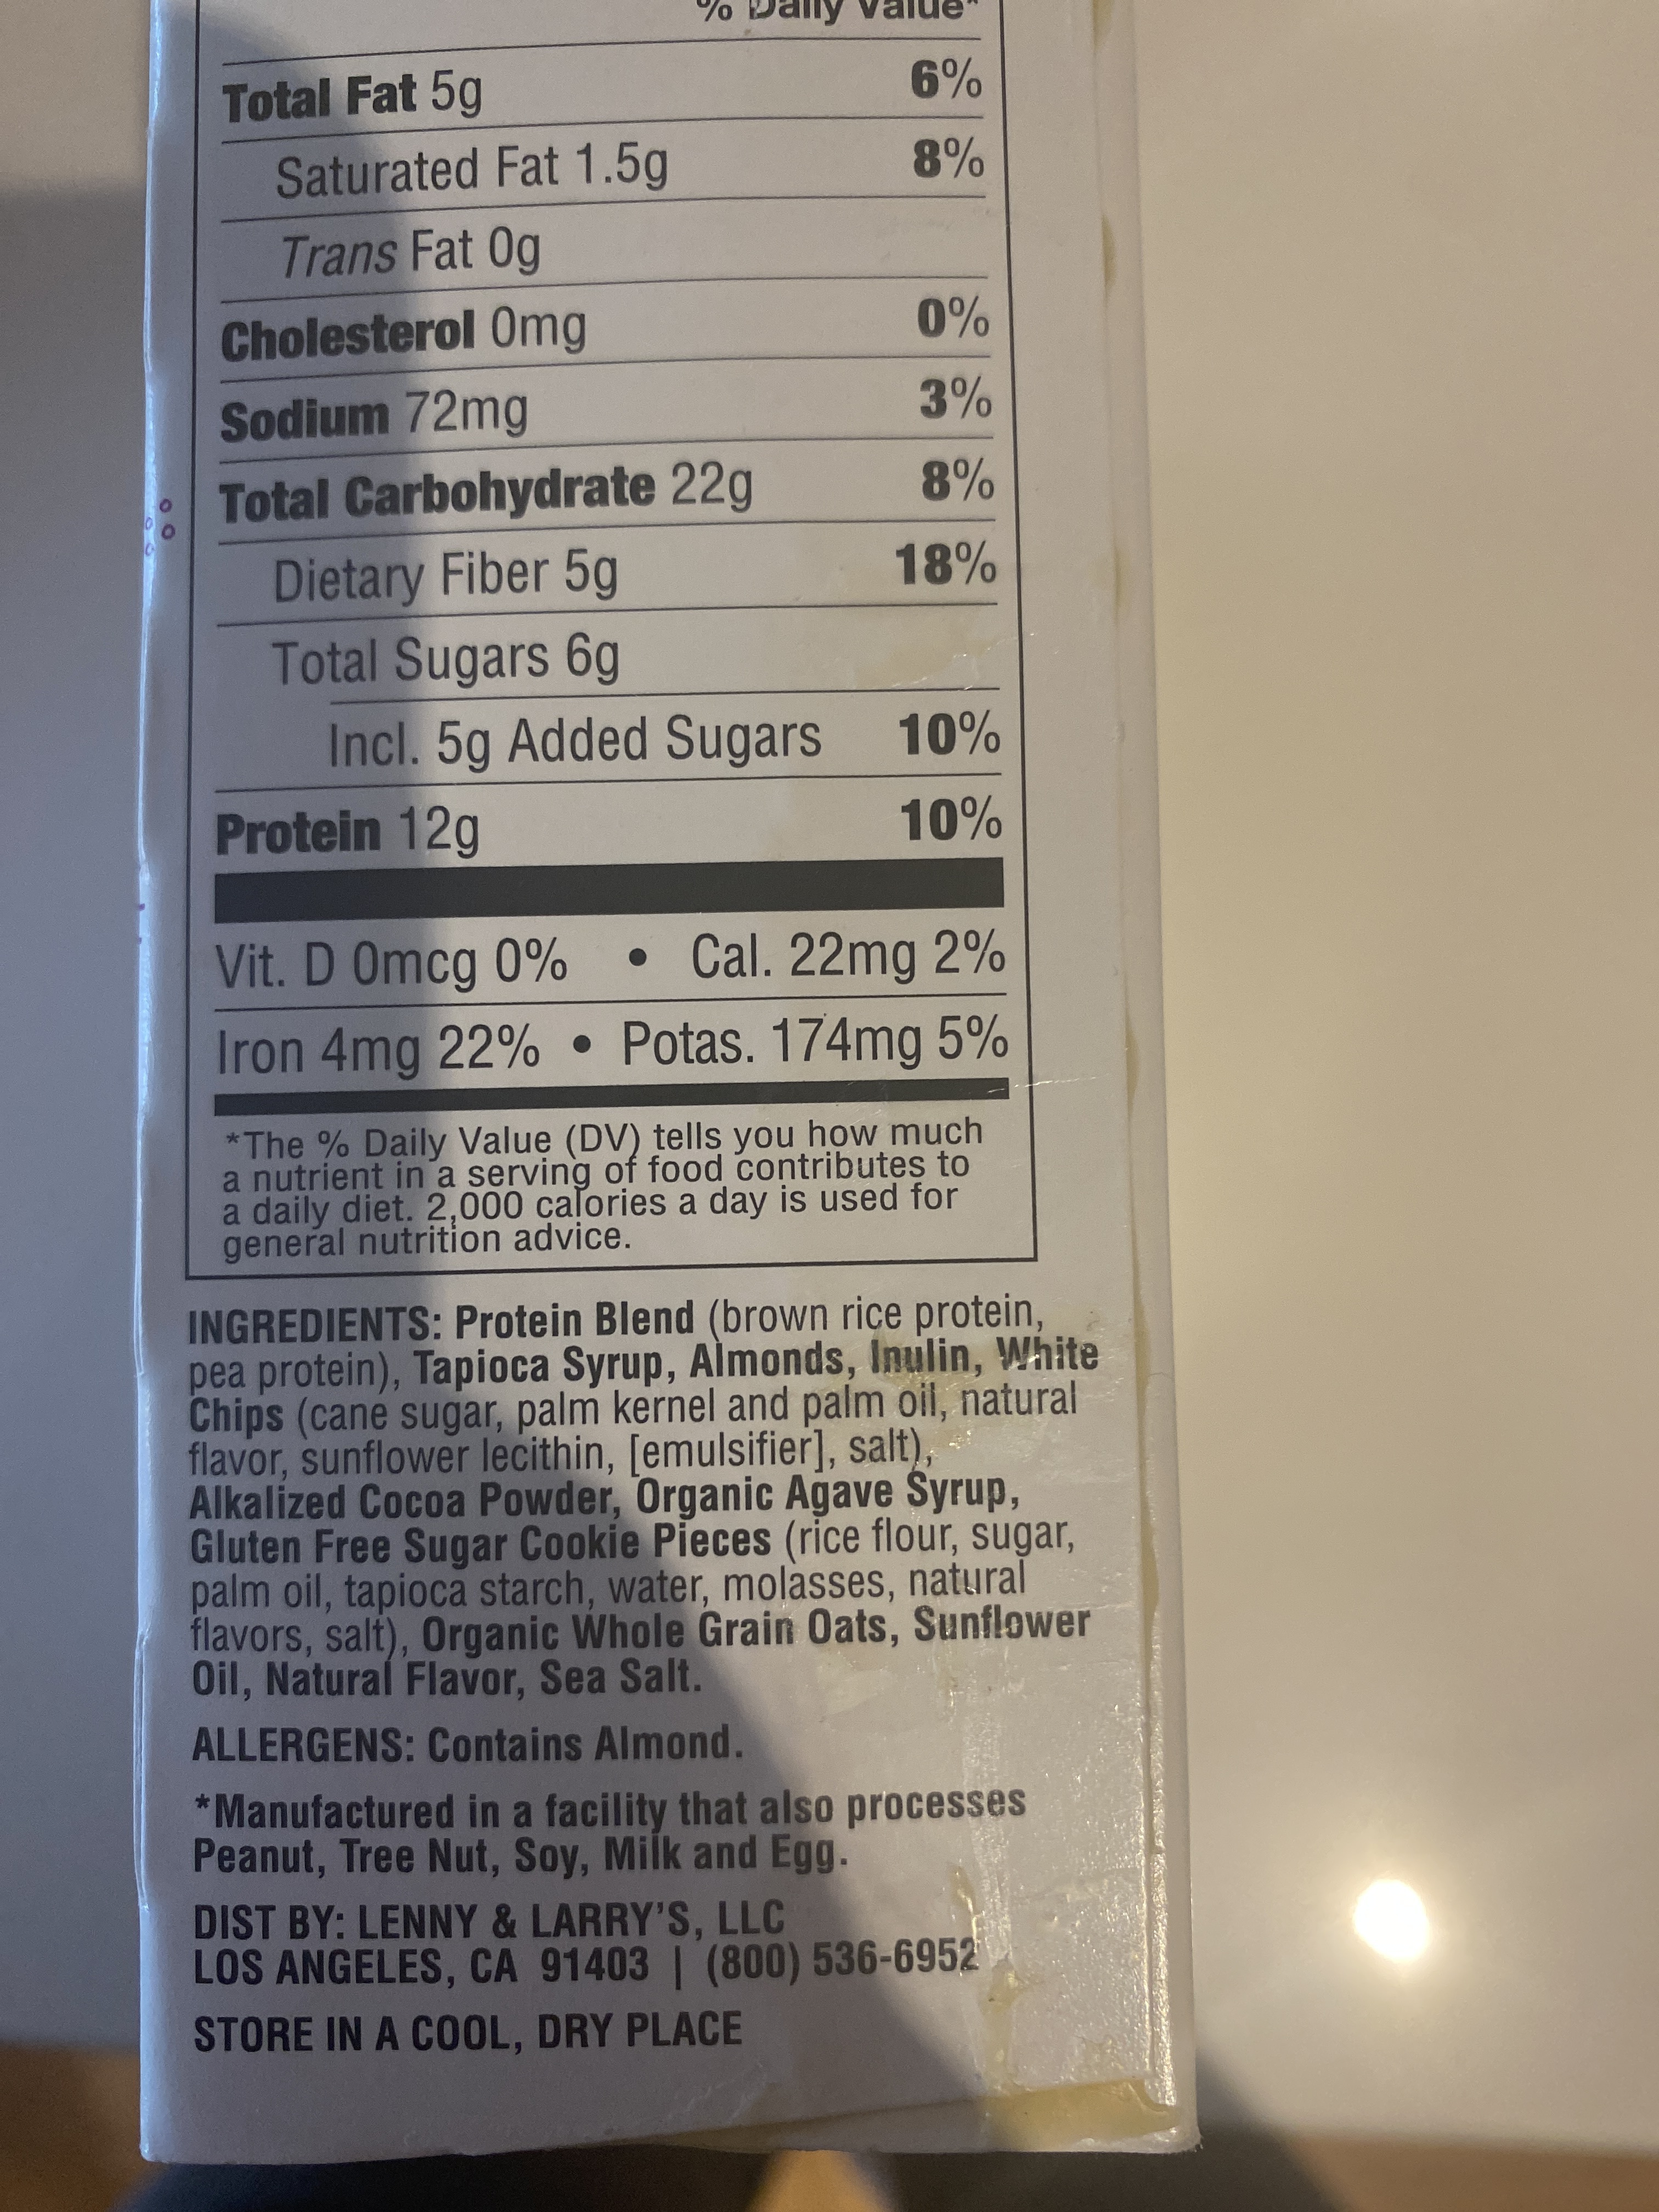 % Daily Value*
Total Fat 5g 6%
Saturated Fat 1.5g 8%
Trans Fat 0g
Cholesterol 0mg 0%
Sodium 72mg 3%
Total Carbohydrate 22g 8%
Dietary Fiber 5g 18%
Total Sugars 6g
Incl. 5g Added Sugars 10%
Protein 12g 10%
Vit. D 0mcg 0% • Cal. 22mg 2%
Iron 4mg 22% • Potas. 174mg 5%
*The % Daily Value (DV) tells you how much
a nutrient in a serving of food contributes to
a daily diet. 2,000 calories a day is used for
general nutrition advice.
INGREDIENTS: Protein Blend (brown rice protein,
pea protein), Tapioca Syrup, Almonds, Inulin, White
Chips (cane sugar, palm kernel and palm oil, natural
flavor, sunflower lecithin, [emulsifier], salt),
Alkalized Cocoa Powder, Organic Agave Syrup,
Gluten Free Sugar Cookie Pieces (rice flour, sugar,
palm oil, tapioca starch, water, molasses, natural
flavors, salt), Organic Whole Grain Oats, Sunflower
Oil, Natural Flavor, Sea Salt.
ALLERGENS: Contains Almond.
*Manufactured in a facility that also processes
Peanut, Tree Nut, Soy, Milk and Egg.
DIST BY: LENNY & LARRY'S, LLC
LOS ANGELES, CA 91403 | (800) 536-6952
STORE IN A COOL, DRY PLACE